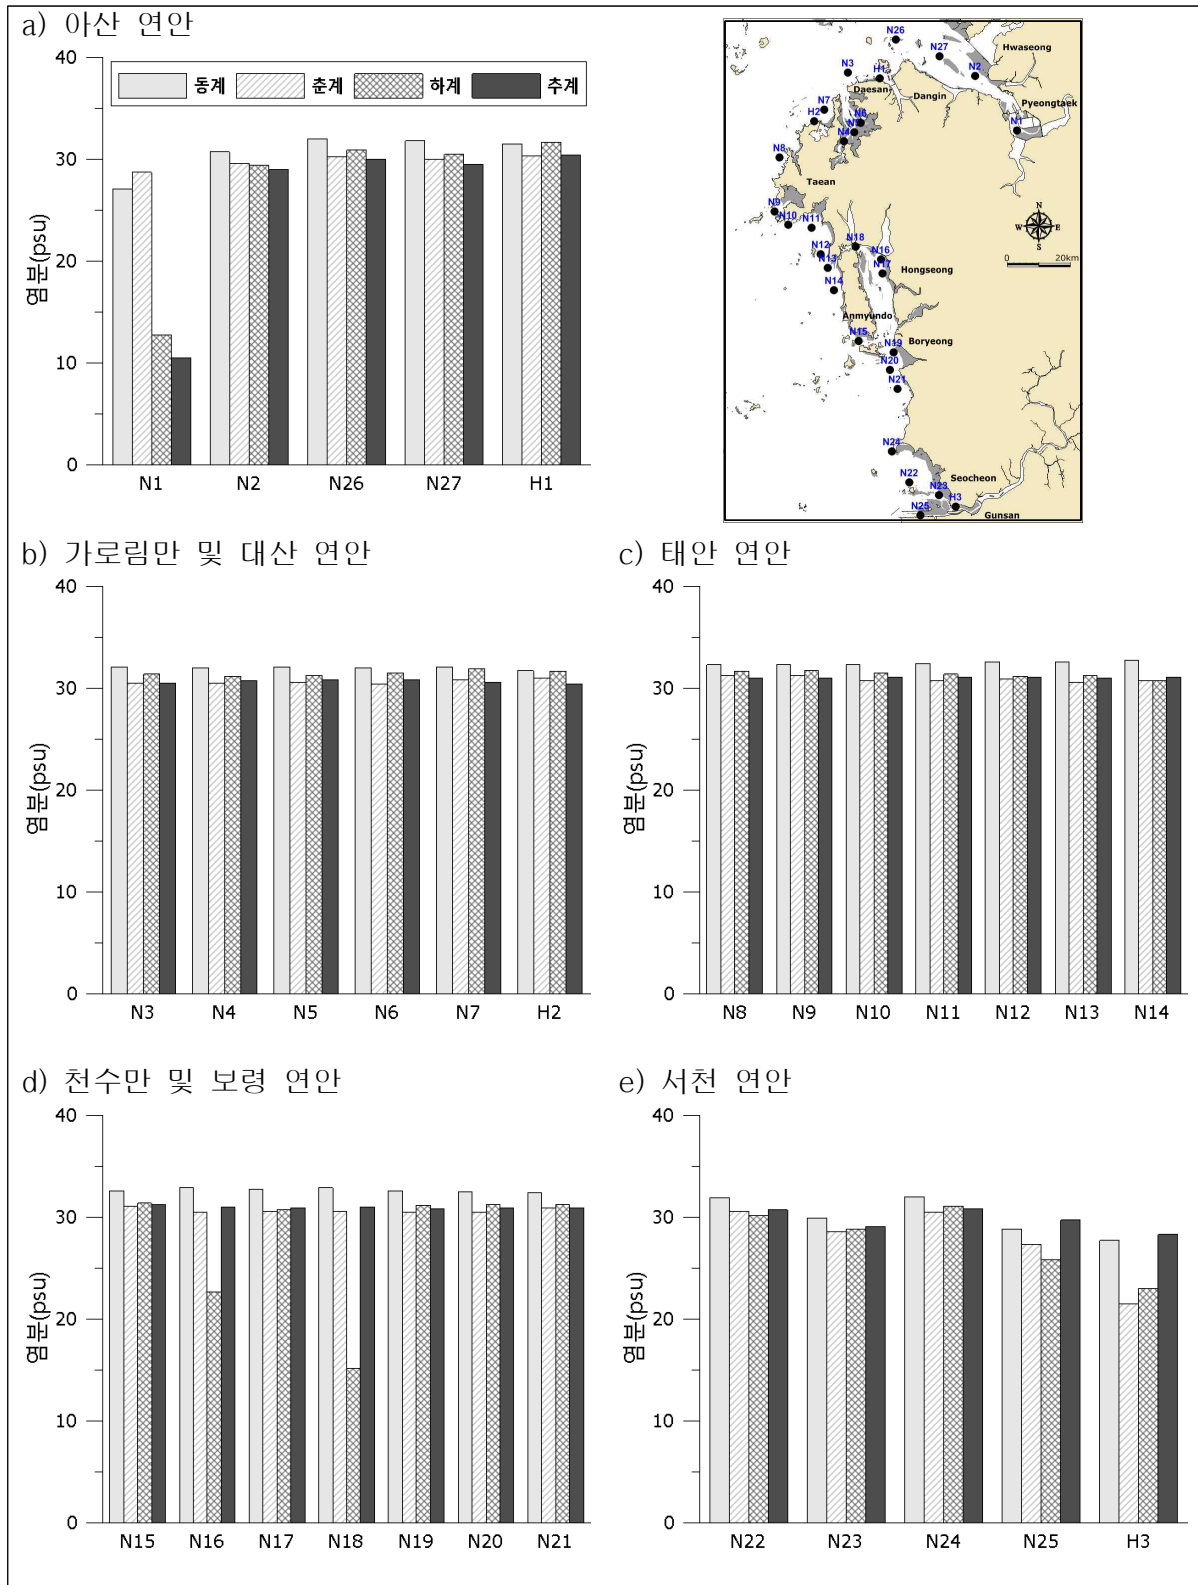 a) 아산 연안
40
30
20
10
0
염분(psu)
동계 춘계 하계 추계
N1 N2 N26 N27 H1
N26
N27
Hwaseong
N3
H1
N2
Daesan
Dangin
Pyeongtaek
N7
H2
N6
N5
N4
N1
N8
Taean
N9
N10
N11
N
W E
S
0 20km
N18
N12
N16
N13
N17
Hongseong
N14
Anmyundo
N15
Boryeong
N19
N20
N21
N24
N22
Seocheon
N23
H3
N25
Gunsan
b) 가로림만 및 대산 연안
40
30
20
10
0
염분(psu)
N3 N4 N5 N6 N7 H2
c) 태안 연안
40
30
20
10
0
염분(psu)
N8 N9 N10 N11 N12 N13 N14
d) 천수만 및 보령 연안
40
30
20
10
0
염분(psu)
N15 N16 N17 N18 N19 N20 N21
e) 서천 연안
40
30
20
10
0
염분(psu)
N22 N23 N24 N25 H3